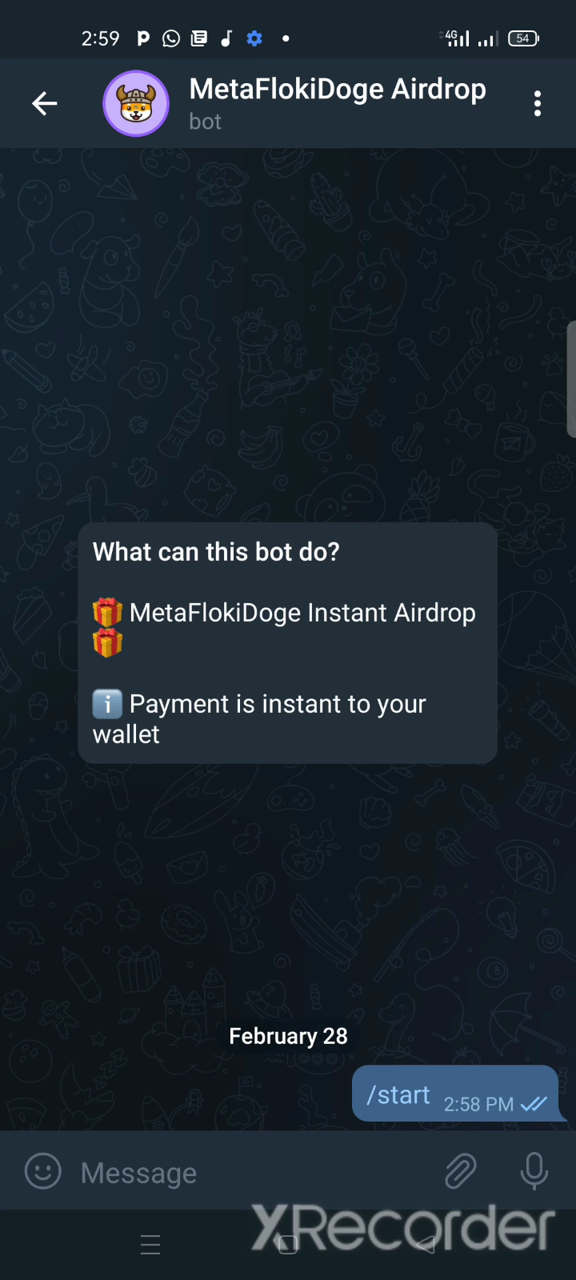 2:59
4G
54
MetaFlokiDoge Airdrop
bot
What can this bot do?
🎁 MetaFlokiDoge Instant Airdrop
🎁
ℹ️ Payment is instant to your
wallet
February 28
/start 2:58 PM
Message
XRecorder